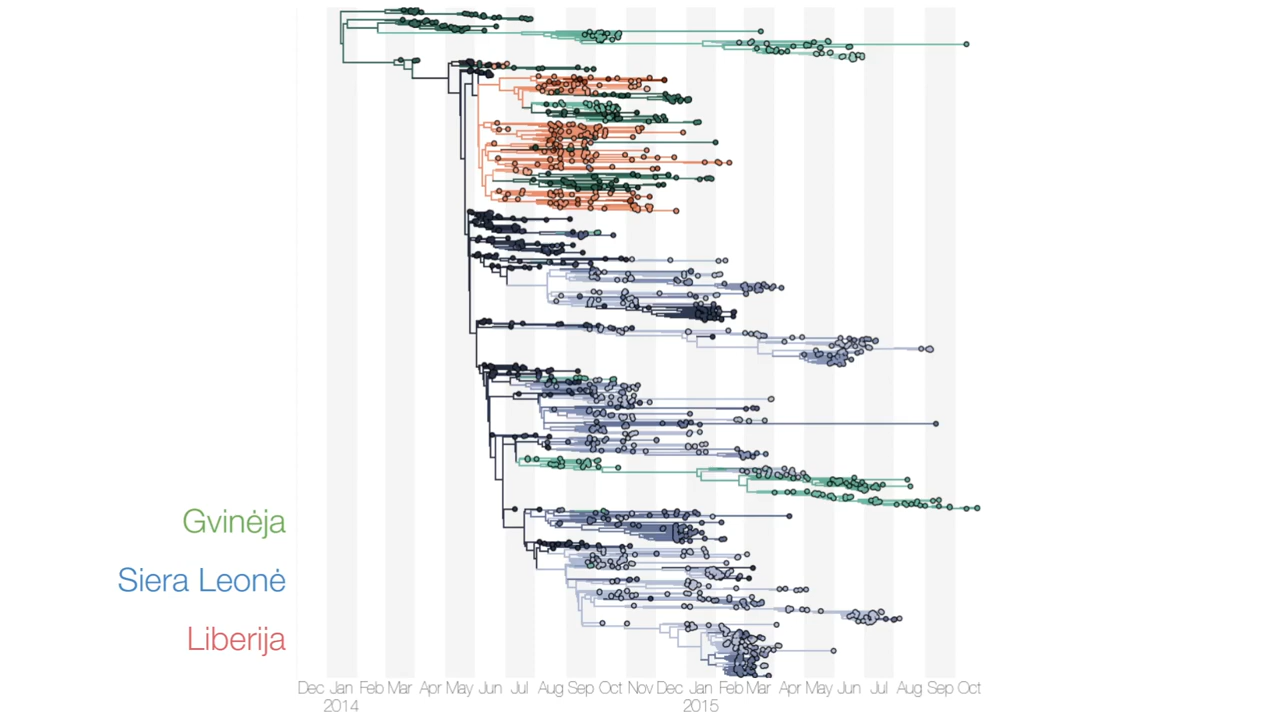 Gvinėja
Siera Leonė
Liberija
Dec Jan Feb Mar Apr May Jun Jul Aug Sep Oct Nov Dec Jan Feb Mar Apr May Jun Jul Aug Sep Oct
2014 2015